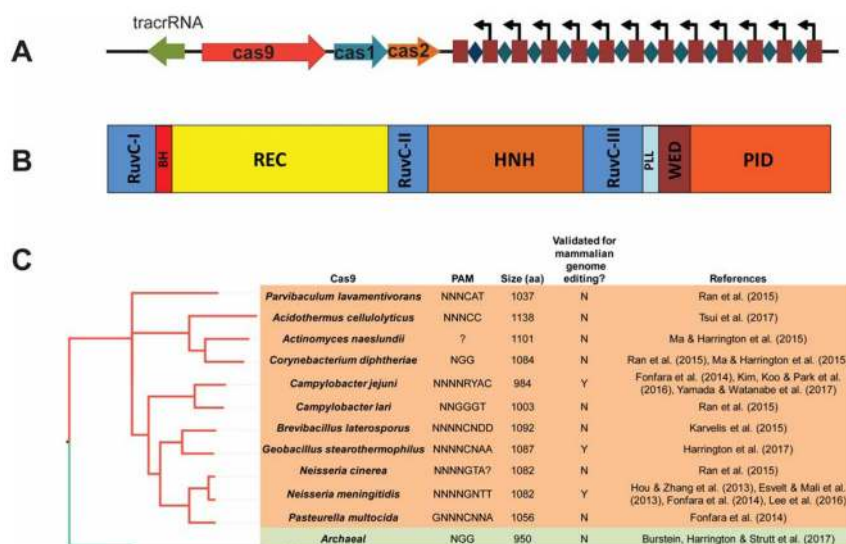 A
tracrRNA
cas9
cas1
cas2
B
RuvC-I
BH
REC
RuvC-II
HNH
RuvC-III
PLL
WED
PID
C
Cas9 PAM Size (aa) Validated for mammalian genome editing? References
Parvibaculum lavamentivorans NNNCAT 1037 N Ran et al. (2015)
Acidothermus cellulolyticus NNNCC 1138 N Tsui et al. (2017)
Actinomyces naeslundii ? 1101 N Ma & Harrington et al. (2015)
Corynebacterium diphtheriae NGG 1084 N Ran et al. (2015), Ma & Harrington et al. (2015
Campylobacter jejuni NNNNRYAC 984 Y Fonfara et al. (2014), Kim, Koo & Park et al.
(2016), Yamada & Watanabe et al. (2017)
Campylobacter lari NNGGGT 1003 N Ran et al. (2015)
Brevibacillus laterosporus NNNNCNDD 1092 N Karvelis et al. (2015)
Geobacillus stearothermophilus NNNNCNAA 1087 Y Harrington et al. (2017)
Neisseria cinerea NNNNGTA? 1082 N Ran et al. (2015)
Neisseria meningitidis NNNNGNTT 1082 Y Hou & Zhang et al. (2013), Esvelt & Mali et al.
(2013), Fonfara et al. (2014), Lee et al. (2016)
Pasteurella multocida GNNNCNNA 1056 N Fonfara et al. (2014)
Archaeal NGG 950 N Burstein, Harrington & Strutt et al. (2017)